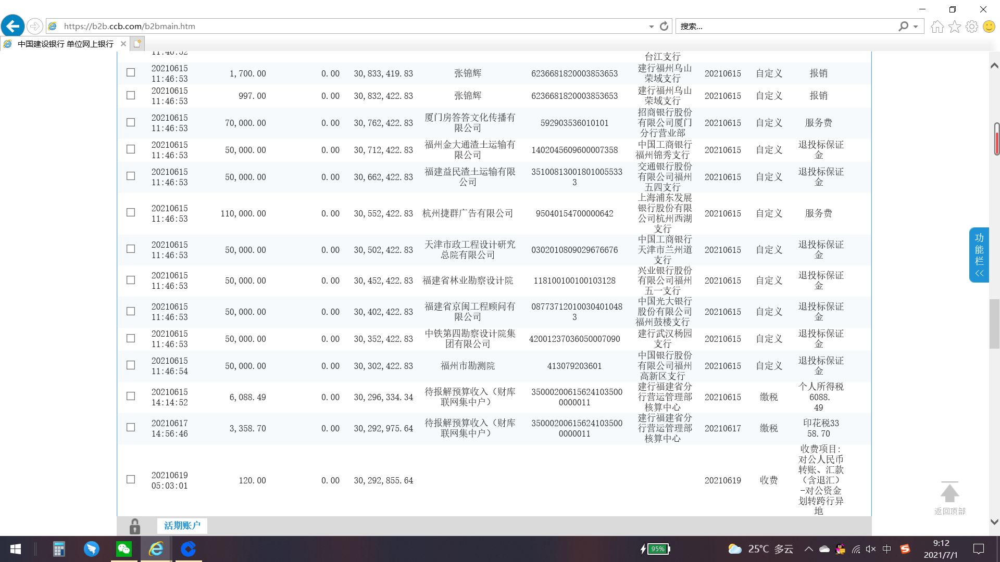 https://b2b.ccb.com/b2bmain.htm
搜索...
中国建设银行 单位网上银行
11:46:52
台江支行
20210615 11:46:53 1,700.00 0.00 30,833,419.83 张锦辉 6236681820003853653 建行福州乌山 20210615 自定义 报销
荣域支行
20210615 11:46:53 997.00 0.00 30,832,422.83 张锦辉 6236681820003853653 建行福州乌山 20210615 自定义 报销
荣域支行
20210615 11:46:53 70,000.00 0.00 30,762,422.83 厦门房答答文化传播有 592903536010101 招商银行股份 20210615 自定义 服务费
限公司 有限公司厦门
分行营业部
20210615 11:46:53 50,000.00 0.00 30,712,422.83 福州金大通渣土运输有 1402045609600007358 中国工商银行 20210615 自定义 退投标保证
限公司 福州锦秀支行 金
20210615 11:46:53 50,000.00 0.00 30,662,422.83 福建益民渣土运输有限 35100813001801005533 交通银行股份 20210615 自定义 退投标保证
公司 3 有限公司福州 金
五四支行
20210615 11:46:53 110,000.00 0.00 30,552,422.83 杭州捷群广告有限公司 95040154700000642 上海浦东发展 20210615 自定义 服务费
银行股份有限
公司杭州西湖
支行
20210615 11:46:53 50,000.00 0.00 30,502,422.83 天津市政工程设计研究 0302010809029676676 中国工商银行 20210615 自定义 退投标保证
总院有限公司 天津市兰州道 金
支行
20210615 11:46:53 50,000.00 0.00 30,452,422.83 福建省林业勘察设计院 118100100100103128 兴业银行股份 20210615 自定义 退投标保证
有限公司福州 金
五一支行
20210615 11:46:53 50,000.00 0.00 30,402,422.83 福建省京闽工程顾问有 08773712010030401048 中国光大银行 20210615 自定义 退投标保证
限公司 3 股份有限公司 金
福州鼓楼支行
20210615 11:46:53 50,000.00 0.00 30,352,422.83 中铁第四勘察设计院集 42001237036050007090 建行武汉杨园 20210615 自定义 退投标保证
团有限公司 支行 金
20210615 11:46:54 50,000.00 0.00 30,302,422.83 福州市勘测院 413079203601 中国银行股份 20210615 自定义 退投标保证
有限公司福州 金
高新区支行
20210615 14:14:52 6,088.49 0.00 30,296,334.34 待报解预算收入（财库 35000200615624103500 建行福建省分 20210615 缴税 个人所得税
联网集中户） 0000011 行营运管理部 6088.
核算中心 49
20210617 14:56:46 3,358.70 0.00 30,292,975.64 待报解预算收入（财库 35000200615624103500 建行福建省分 20210617 缴税 印花税33
联网集中户） 0000011 行营运管理部 58.70
核算中心
20210619 05:03:01 120.00 0.00 30,292,855.64 20210619 收费 收费项目:
对公人民币
转账、汇款
（含退汇）
-对公资金
划转跨行异
地
功
能
栏
<<
返回顶部
活期账户
95%
25℃ 多云
中
9:12
2021/7/1